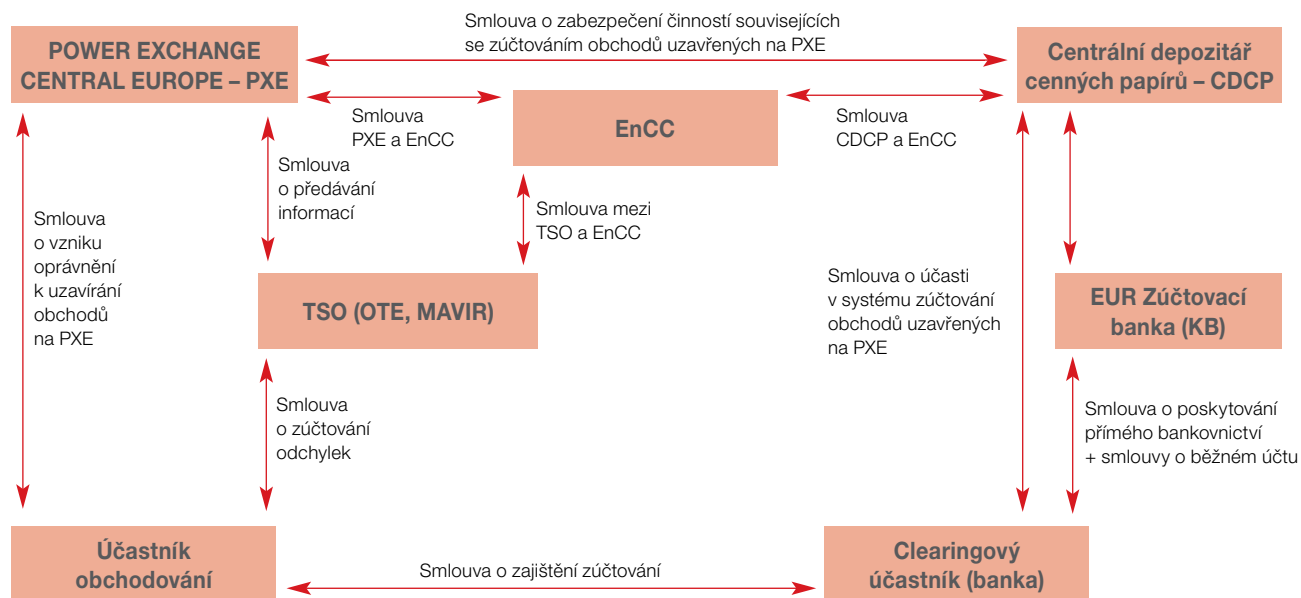 Smlouva o zabezpečení činností souvisejících
se zúčtováním obchodů uzavřených na PXE
POWER EXCHANGE
CENTRAL EUROPE – PXE
Centrální depozitář
cenných papírů – CDCP
Smlouva
PXE a EnCC
EnCC
Smlouva
CDCP a EnCC
Smlouva
o předávání
informací
Smlouva mezi
TSO a EnCC
Smlouva
o vzniku
oprávnění
k uzavírání
obchodů
na PXE
TSO (OTE, MAVIR)
Smlouva o účasti
v systému zúčtování
obchodů uzavřených
na PXE
EUR Zúčtovací
banka (KB)
Smlouva
o zúčtování
odchylek
Smlouva o poskytování
přímého bankovnictví
+ smlouvy o běžném účtu
Účastník
obchodování
Smlouva o zajištění zúčtování
Clearingový
účastník (banka)